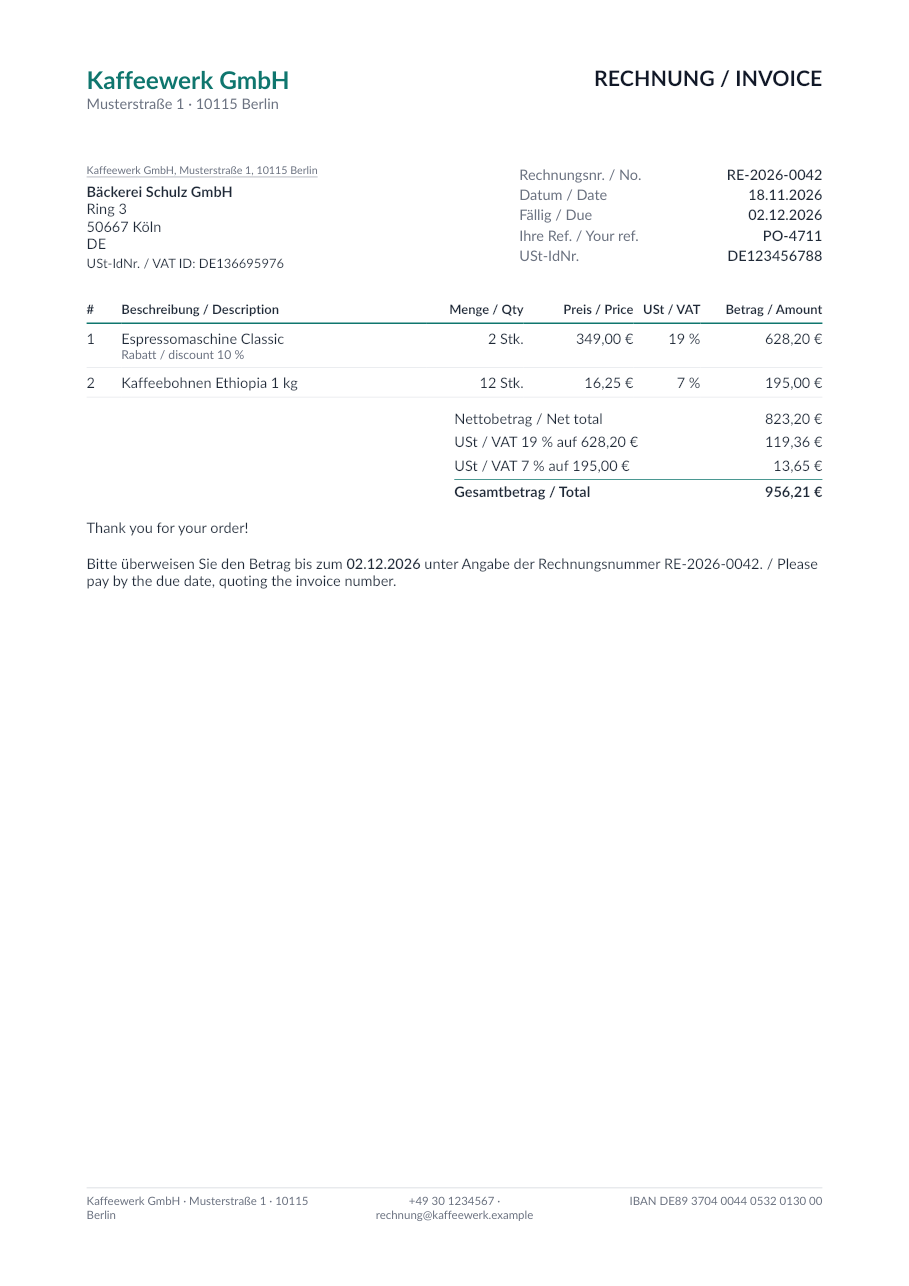 Kaffeewerk GmbH
Musterstraße 1 · 10115 Berlin
RECHNUNG / INVOICE
Kaffeewerk GmbH, Musterstraße 1, 10115 Berlin
Bäckerei Schulz GmbH
Ring 3
50667 Köln
DE
USt-IdNr. / VAT ID: DE136695976
Rechnungsnr. / No. RE-2026-0042
Datum / Date 18.11.2026
Fällig / Due 02.12.2026
Ihre Ref. / Your ref. PO-4711
USt-IdNr. DE123456788
# Beschreibung / Description Menge / Qty Preis / Price USt / VAT Betrag / Amount
1 Espressomaschine Classic 2 Stk. 349,00 € 19 % 628,20 €
Rabatt / discount 10 %
2 Kaffeebohnen Ethiopia 1 kg 12 Stk. 16,25 € 7 % 195,00 €
Nettobetrag / Net total 823,20 €
USt / VAT 19 % auf 628,20 € 119,36 €
USt / VAT 7 % auf 195,00 € 13,65 €
Gesamtbetrag / Total 956,21 €
Thank you for your order!
Bitte überweisen Sie den Betrag bis zum 02.12.2026 unter Angabe der Rechnungsnummer RE-2026-0042. / Please
pay by the due date, quoting the invoice number.
Kaffeewerk GmbH · Musterstraße 1 · 10115
Berlin
+49 30 1234567 ·
rechnung@kaffeewerk.example
IBAN DE89 3704 0044 0532 0130 00